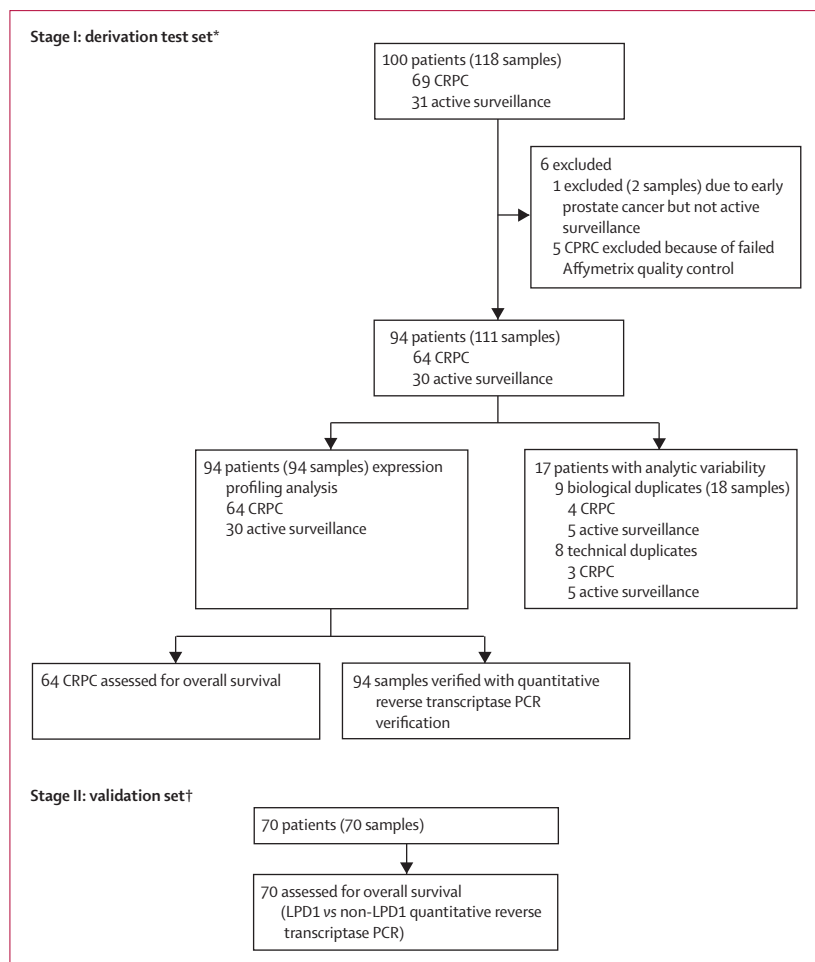 Stage I: derivation test set*
100 patients (118 samples)
69 CRPC
31 active surveillance
6 excluded
1 excluded (2 samples) due to early
prostate cancer but not active
surveillance
5 CPRC excluded because of failed
Affymetrix quality control
94 patients (111 samples)
64 CRPC
30 active surveillance
94 patients (94 samples) expression
profiling analysis
64 CRPC
30 active surveillance
17 patients with analytic variability
9 biological duplicates (18 samples)
4 CRPC
5 active surveillance
8 technical duplicates
3 CRPC
5 active surveillance
64 CRPC assessed for overall survival
94 samples verified with quantitative
reverse transcriptase PCR
verification
Stage II: validation set†
70 patients (70 samples)
70 assessed for overall survival
(LPD1 vs non-LPD1 quantitative reverse
transcriptase PCR)